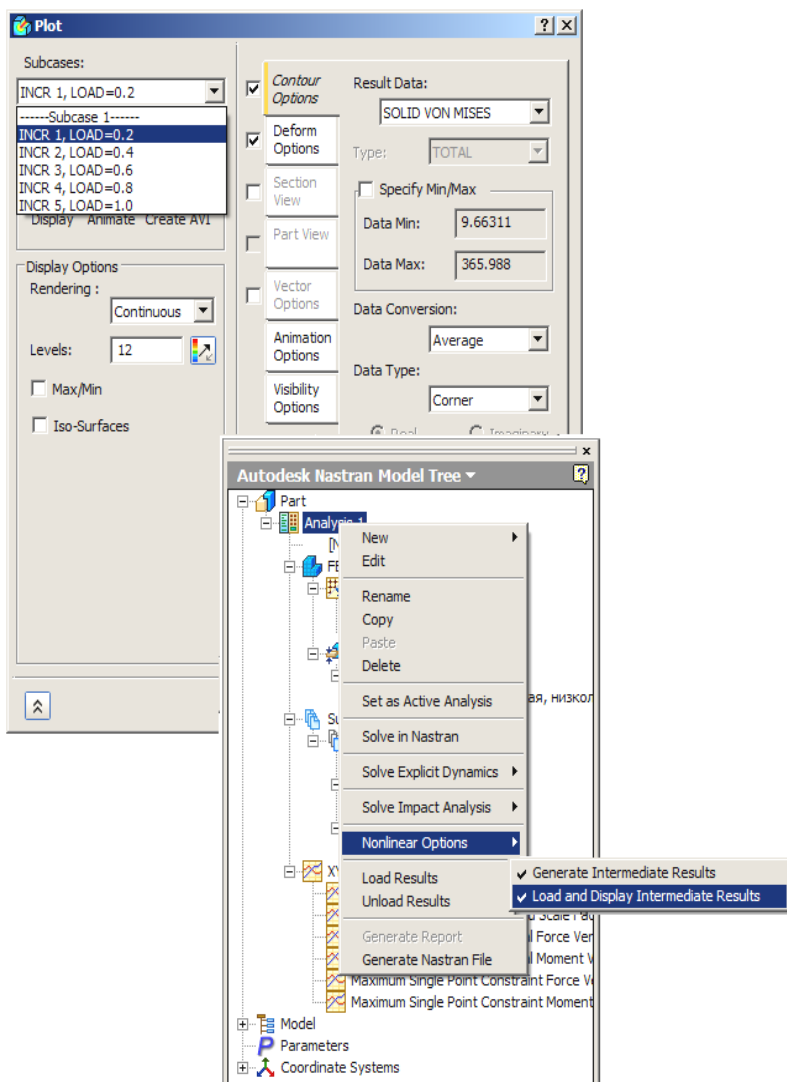 Plot
Subcases:
INCR 1, LOAD=0.2
------Subcase 1------
INCR 1, LOAD=0.2
INCR 2, LOAD=0.4
INCR 3, LOAD=0.6
INCR 4, LOAD=0.8
INCR 5, LOAD=1.0
Display Animate Create AVI
Display Options
Rendering :
Continuous
Levels: 12
Max/Min
Iso-Surfaces
Contour Options
Deform Options
Section View
Part View
Vector Options
Animation Options
Visibility Options
Result Data:
SOLID VON MISES
Type: TOTAL
Specify Min/Max
Data Min: 9.66311
Data Max: 365.988
Data Conversion:
Average
Data Type:
Corner
Real Imaginary
Autodesk Nastran Model Tree
Part
Analysis 1
New
Edit
Rename
Copy
Paste
Delete
Set as Active Analysis
Solve in Nastran
Solve Explicit Dynamics
Solve Impact Analysis
Nonlinear Options
Generate Intermediate Results
Load and Display Intermediate Results
Load Results
Unload Results
Generate Report
Generate Nastran File
Force Ver
Moment V
Maximum Single Point Constraint Force Ve
Maximum Single Point Constraint Moment
Model
Parameters
Coordinate Systems